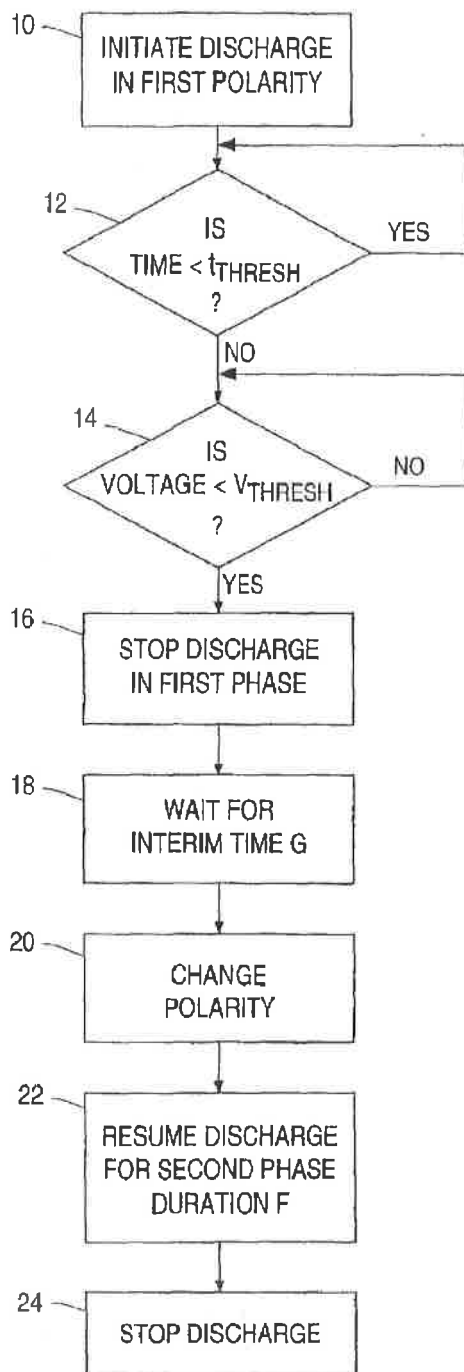 10
INITIATE DISCHARGE
IN FIRST POLARITY
12
IS
TIME < tTHRESH
?
YES
NO
14
IS
VOLTAGE < VTHRESH
?
NO
YES
16
STOP DISCHARGE
IN FIRST PHASE
18
WAIT FOR
INTERIM TIME G
20
CHANGE
POLARITY
22
RESUME DISCHARGE
FOR SECOND PHASE
DURATION F
24
STOP DISCHARGE